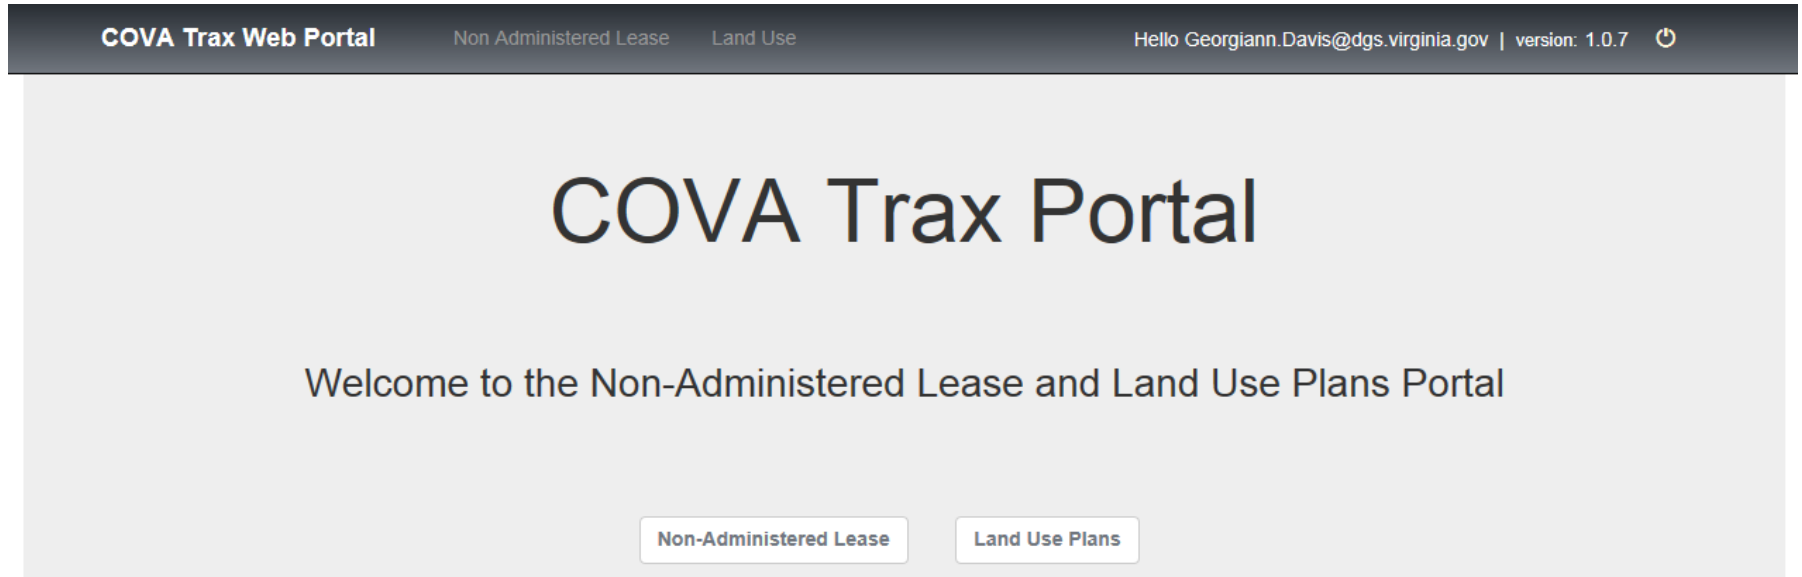 COVA Trax Web Portal Non Administered Lease Land Use Hello Georgiann.Davis@dgs.virginia.gov | version: 1.0.7
COVA Trax Portal
Welcome to the Non-Administered Lease and Land Use Plans Portal
Non-Administered Lease Land Use Plans